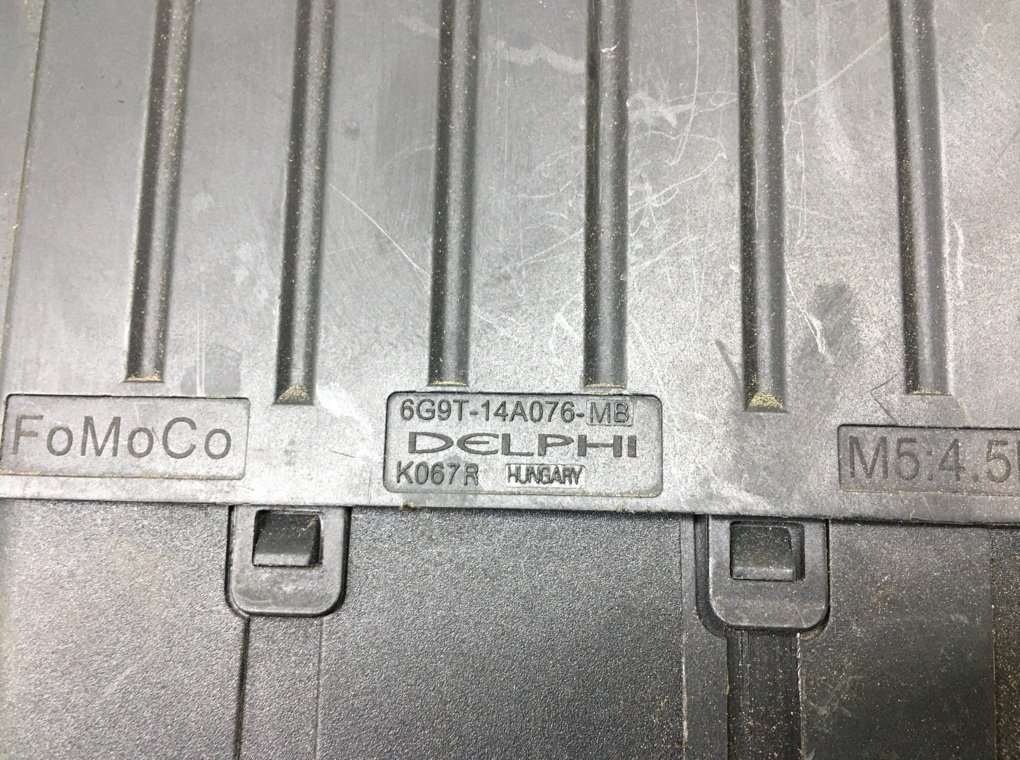 FoMoCo
6G9T-14A076-MB
DELPHI
K067R HUNGARY
M5:4.5